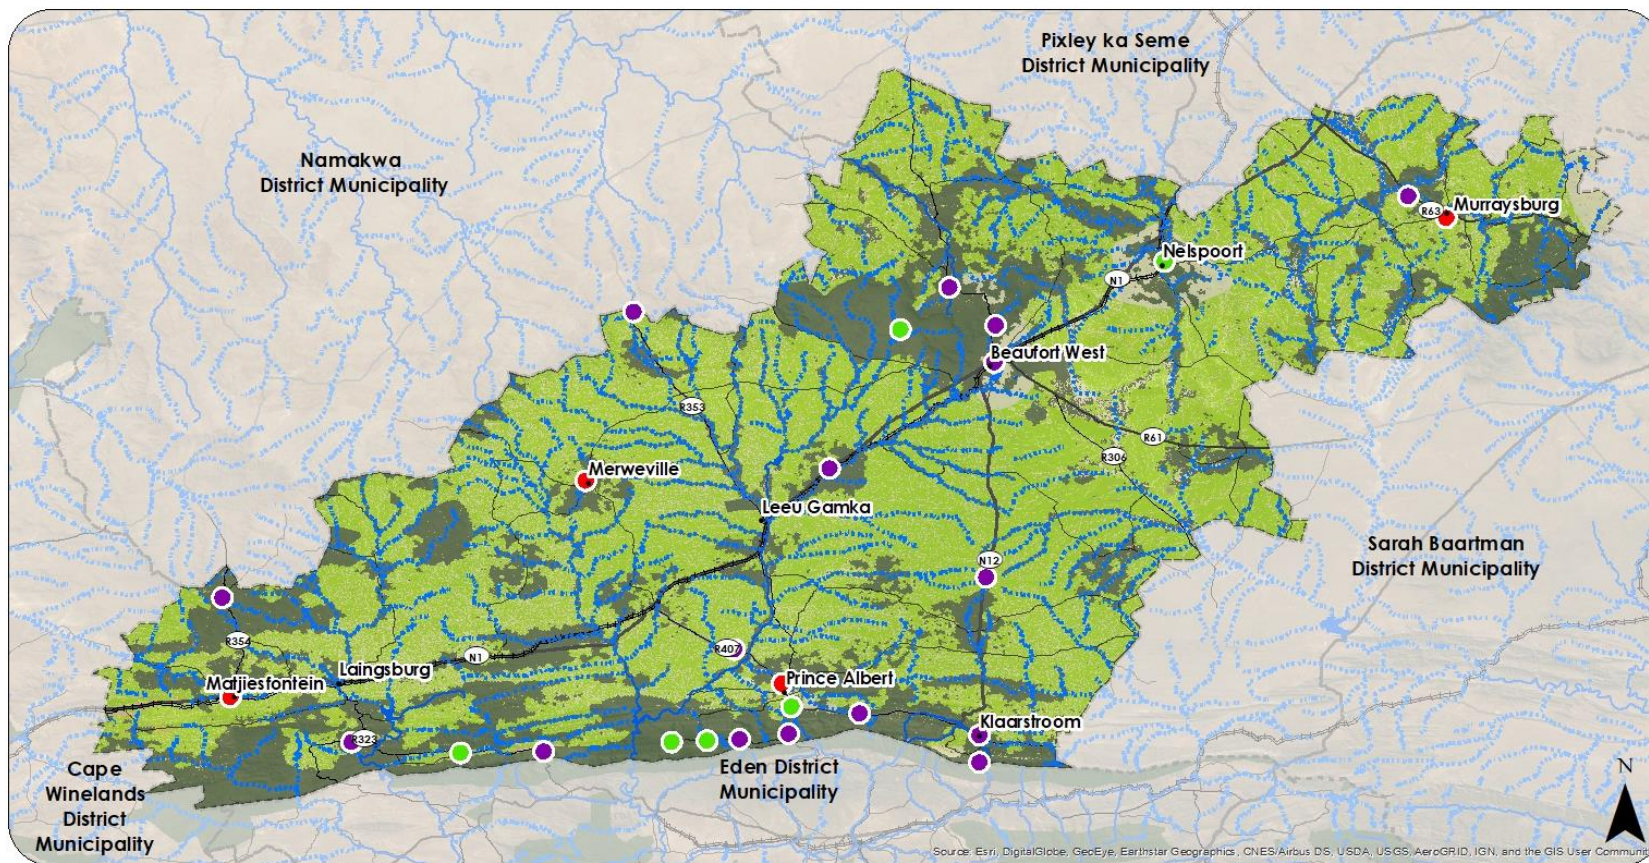 Pixley ka Seme
District Municipality
Namakwa
District Municipality
R63
Murraysburg
Nelspoort
N1
Beaufort West
R353
R61
R306
Merweville
Leeu Gamka
Sarah Baartman
District Municipality
N12
R354
R407
N1
Laingsburg
Matjiesfontein
Prince Albert
Klaarstroom
R323
Cape
Winelands
District
Municipality
Eden District
Municipality
N
Source: Esri, DigitalGlobe, GeoEye, Earthstar Geographics, CNES/Airbus DS, USDA, USGS, AeroGRID, IGN, and the GIS User Communit